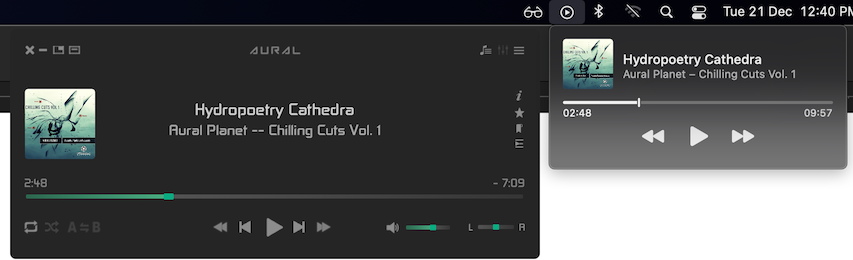 Tue 21 Dec 12:40 PM
AURAL
Hydropoetry Cathedra
Aural Planet -- Chilling Cuts Vol. 1
2:48
- 7:09
A B
L R
CHILLING CUTS VOL. 1
Hydropoetry Cathedra
Aural Planet – Chilling Cuts Vol. 1
02:48
09:57